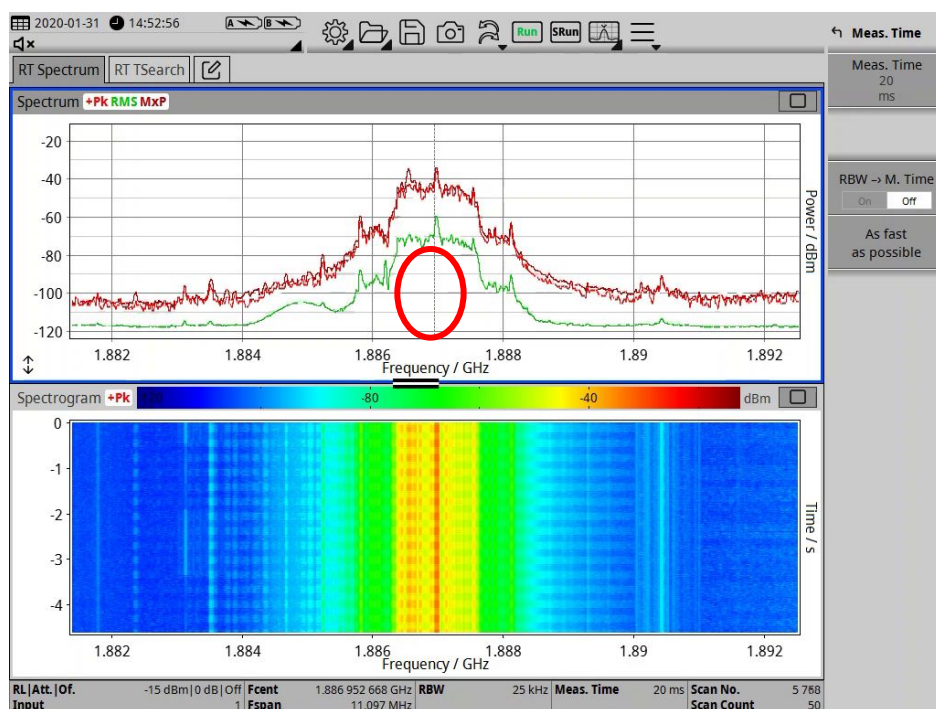 2020-01-31 14:52:56 A B
Run SRun
Meas. Time
RT Spectrum RT TSearch
Meas. Time
20
ms
Spectrum +Pk RMS MxP
RBW -> M. Time
On Off
As fast
as possible
Power / dBm
-20
-40
-60
-80
-100
-120
1.882 1.884 1.886 1.888 1.89 1.892
Frequency / GHz
Spectrogram +Pk -80 -40 dBm
Time / s
0
-1
-2
-3
-4
1.882 1.884 1.886 1.888 1.89 1.892
Frequency / GHz
RL|Att.|Of. -15 dBm|0 dB|Off Fcent 1.886 952 668 GHz RBW 25 kHz Meas. Time 20 ms Scan No. 5 768
Input 1 Fspan 11.097 MHz Scan Count 50